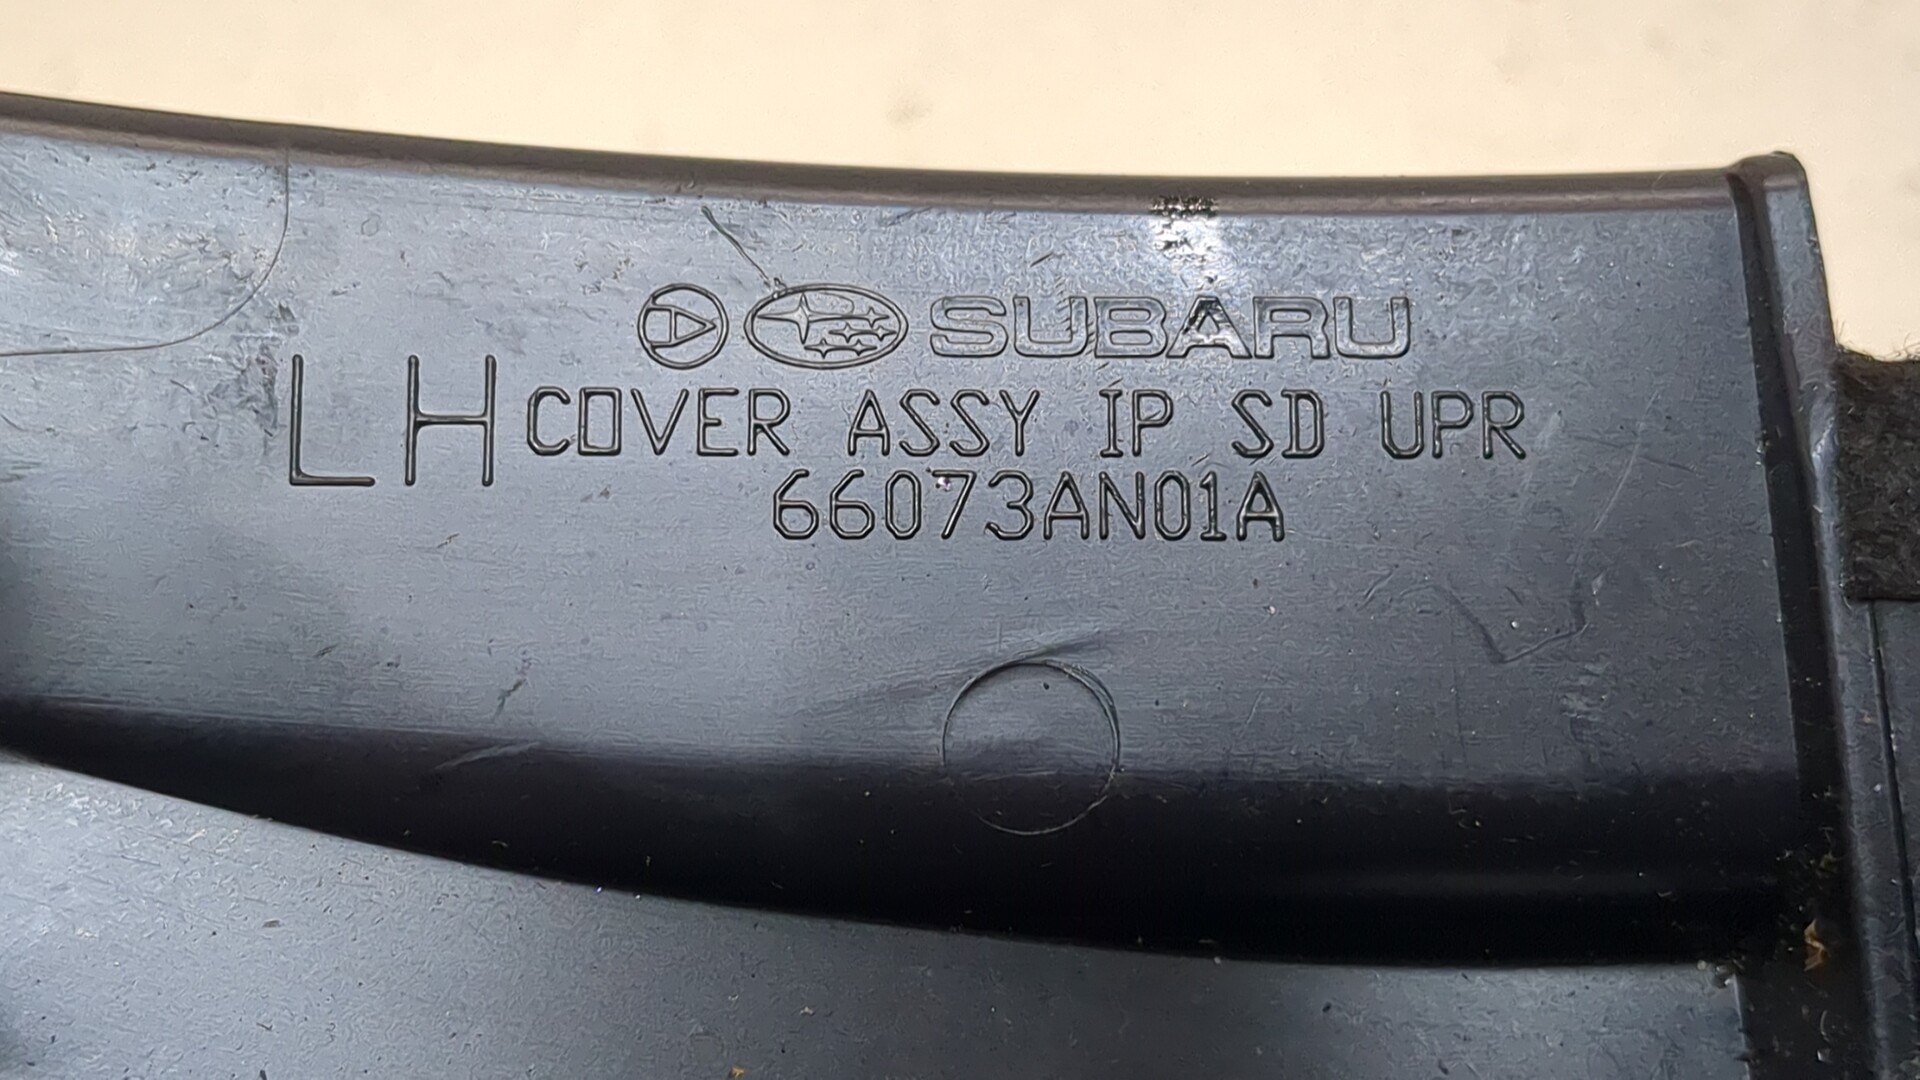 SUBARU
LH COVER ASSY IP SD UPR
66073AN01A